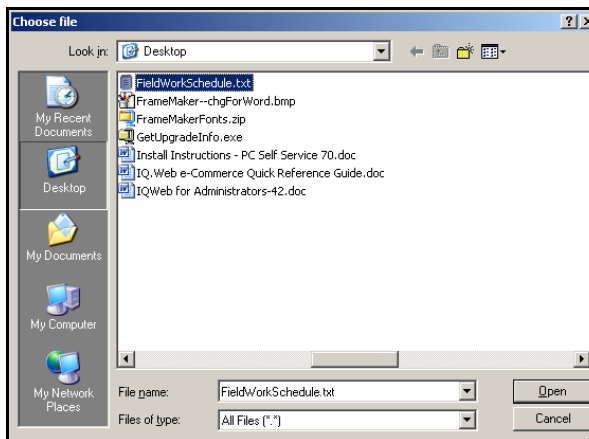 Choose file
Look in: Desktop
My Recent
Documents
Desktop
My Documents
My Computer
My Network
Places
FieldWorkSchedule.txt
FrameMaker--chgForWord.bmp
FrameMakerFonts.zip
GetUpgradeInfo.exe
Install Instructions - PC Self Service 70.doc
IQ.Web e-Commerce Quick Reference Guide.doc
IQWeb for Administrators-42.doc
File name: FieldWorkSchedule.txt Open
Files of type: All Files (*.*) Cancel